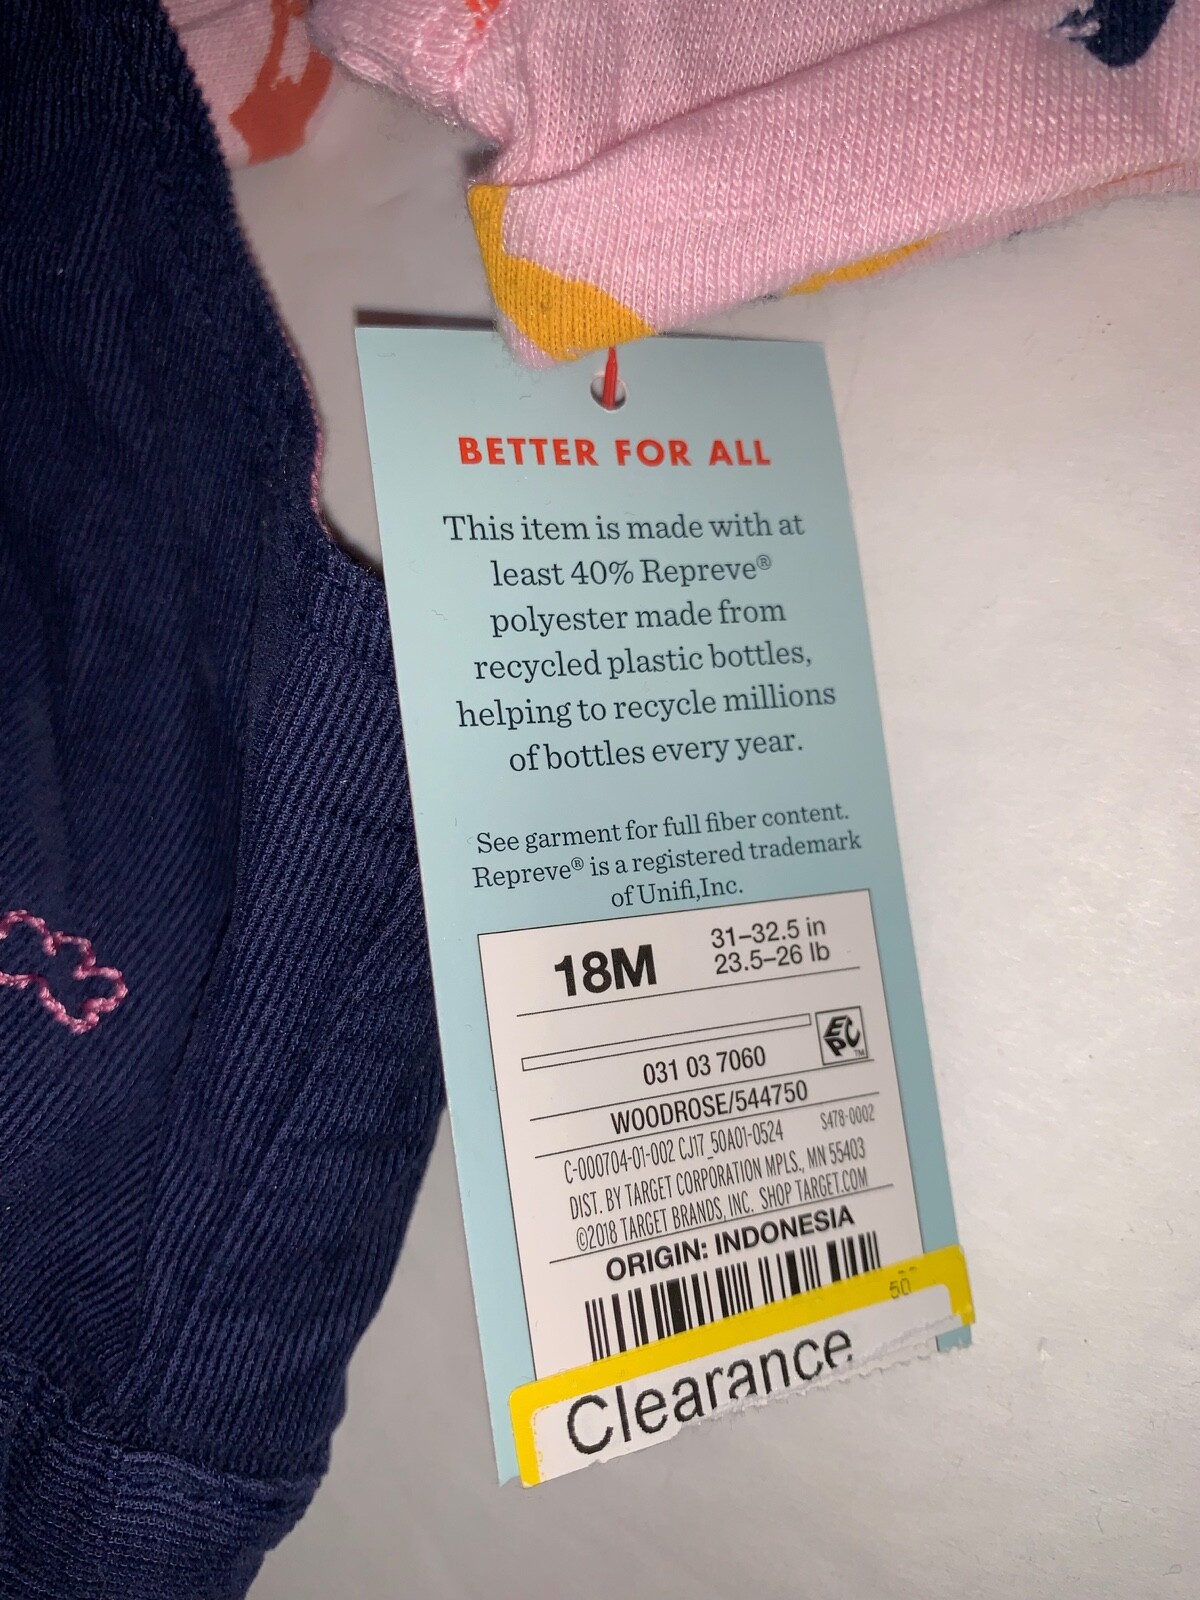 BETTER FOR ALL
This item is made with at
least 40% Repreve®
polyester made from
recycled plastic bottles,
helping to recycle millions
of bottles every year.
See garment for full fiber content.
Repreve® is a registered trademark
of Unifi,Inc.
18M
31–32.5 in
23.5–26 lb
EPC™
031 03 7060
WOODROSE/544750
C-000704-01-002 CJ17_50A01-0524 S478-0002
DIST. BY TARGET CORPORATION MPLS., MN 55403
©2018 TARGET BRANDS, INC. SHOP TARGET.COM
ORIGIN: INDONESIA
50
Clearance